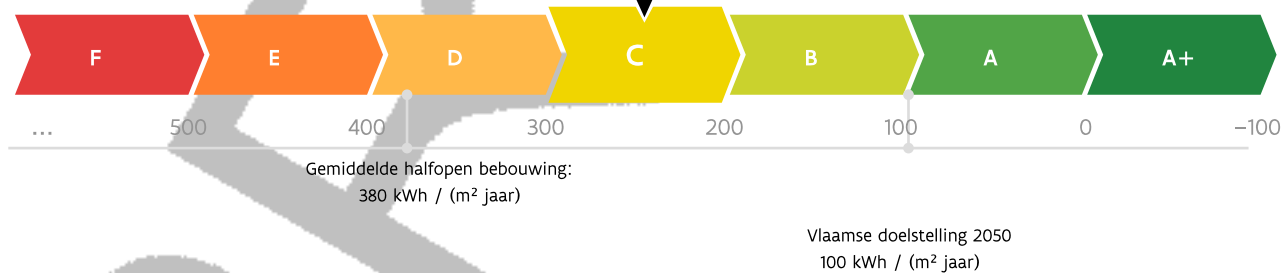 F E D C B A A+
... 500 400 300 200 100 0 −100
Gemiddelde halfopen bebouwing:
380 kWh / (m² jaar)
Vlaamse doelstelling 2050
100 kWh / (m² jaar)